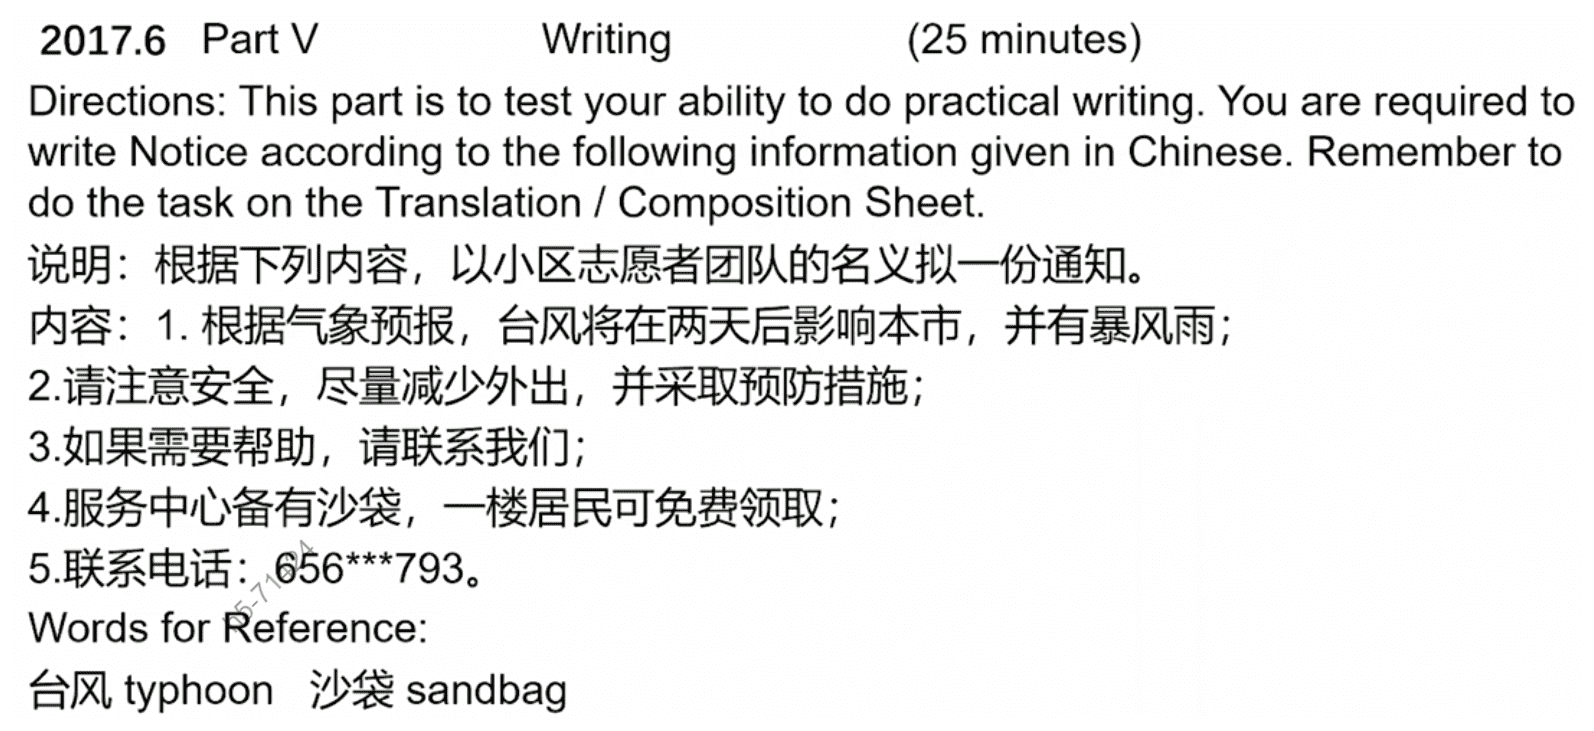 2017.6 Part V Writing (25 minutes)
Directions: This part is to test your ability to do practical writing. You are required to
write Notice according to the following information given in Chinese. Remember to
do the task on the Translation / Composition Sheet.
说明：根据下列内容，以小区志愿者团队的名义拟一份通知。
内容：1. 根据气象预报，台风将在两天后影响本市，并有暴风雨；
2.请注意安全，尽量减少外出，并采取预防措施；
3.如果需要帮助，请联系我们；
4.服务中心备有沙袋，一楼居民可免费领取；
5.联系电话：656***793。
Words for Reference:
台风 typhoon 沙袋 sandbag